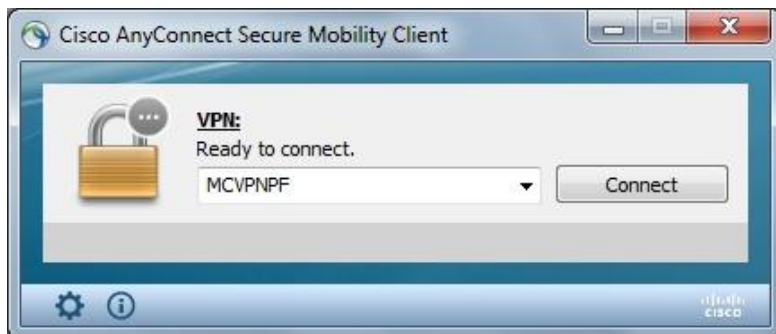 Cisco AnyConnect Secure Mobility Client
VPN:
Ready to connect.
MCVPNPF
Connect
CISCO